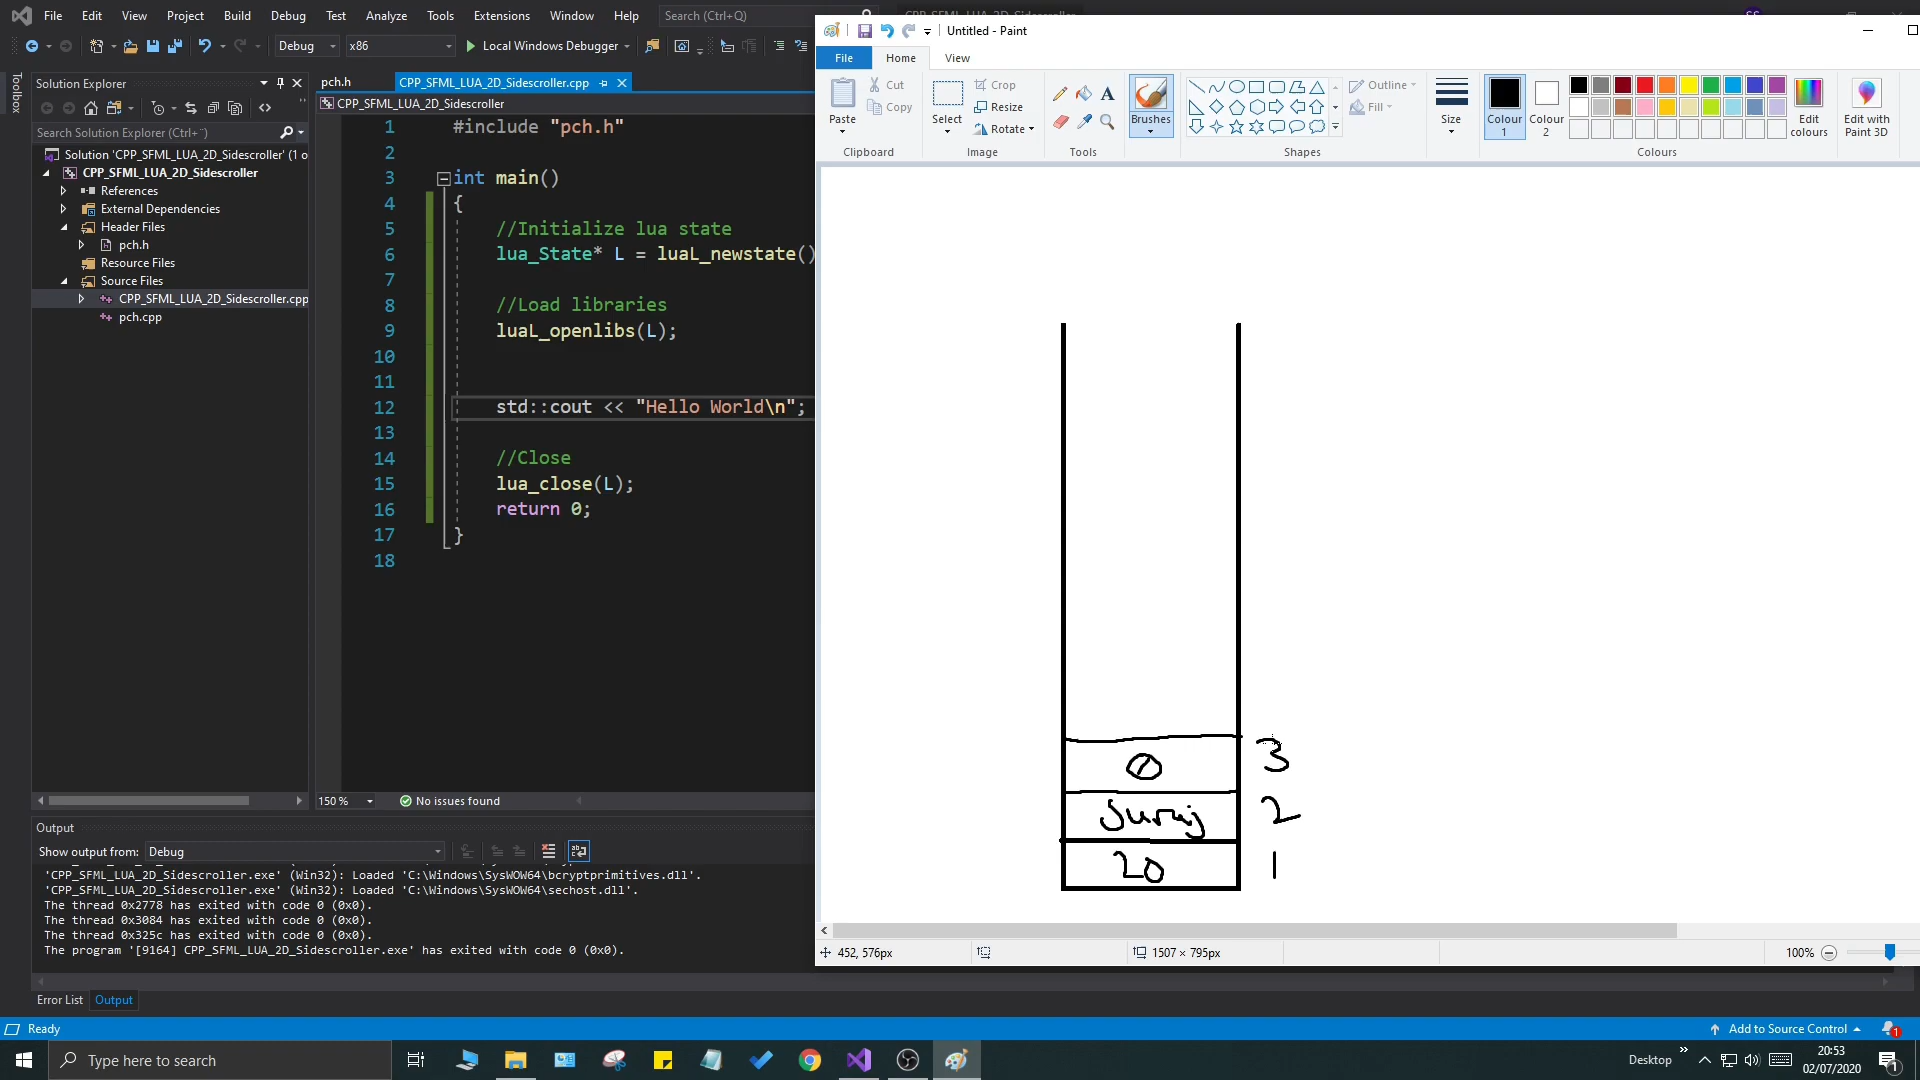 File Edit View Project Build Debug Test Analyze Tools Extensions Window Help Search (Ctrl+Q)
Debug x86 Local Windows Debugger
Toolbox
Solution Explorer
Search Solution Explorer (Ctrl+¨)
Solution 'CPP_SFML_LUA_2D_Sidescroller' (1 o
CPP_SFML_LUA_2D_Sidescroller
References
External Dependencies
Header Files
pch.h
Resource Files
Source Files
CPP_SFML_LUA_2D_Sidescroller.cpp
pch.cpp
pch.h CPP_SFML_LUA_2D_Sidescroller.cpp
CPP_SFML_LUA_2D_Sidescroller
1 #include "pch.h"
2
3 int main()
4 {
5 //Initialize lua state
6 lua_State* L = luaL_newstate()
7
8 //Load libraries
9 luaL_openlibs(L);
10
11
12 std::cout << "Hello World\n";
13
14 //Close
15 lua_close(L);
16 return 0;
17 }
18
150 % No issues found
Output
Show output from: Debug
'CPP_SFML_LUA_2D_Sidescroller.exe' (Win32): Loaded 'C:\Windows\SysWOW64\bcryptprimitives.dll'.
'CPP_SFML_LUA_2D_Sidescroller.exe' (Win32): Loaded 'C:\Windows\SysWOW64\sechost.dll'.
The thread 0x2778 has exited with code 0 (0x0).
The thread 0x3084 has exited with code 0 (0x0).
The thread 0x325c has exited with code 0 (0x0).
The program '[9164] CPP_SFML_LUA_2D_Sidescroller.exe' has exited with code 0 (0x0).
Error List Output
Ready
Add to Source Control
1
Untitled - Paint
File Home View
Paste
Cut
Copy
Clipboard
Select
Crop
Resize
Rotate
Image
A
Tools
Brushes
Outline
Fill
Shapes
Size
Colour 1
Colour 2
Edit colours
Colours
Edit with Paint 3D
0 3
Suraj 2
20 1
452, 576px
1507 × 795px
100%
Type here to search
Desktop
20:53
02/07/2020
1